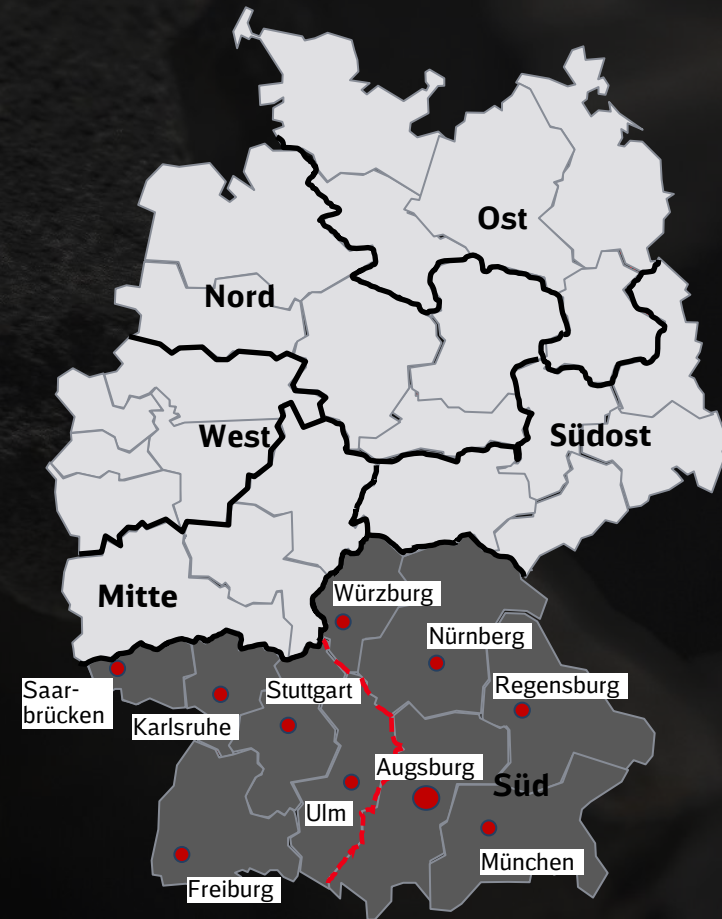 Ost
Nord
West
Südost
Mitte
Würzburg
Nürnberg
Saar-
brücken
Stuttgart
Regensburg
Karlsruhe
Augsburg
Süd
Ulm
München
Freiburg